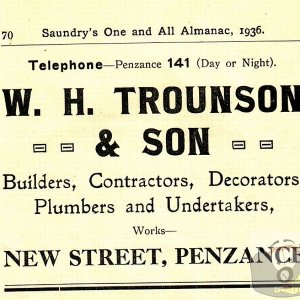 70 Saundry's One and All Almanac, 1936.
Telephone—Penzance 141 (Day or Night).
W. H. TROUNSON
& SON
Builders, Contractors, Decorators
Plumbers and Undertakers,
Works—
NEW STREET, PENZANCE